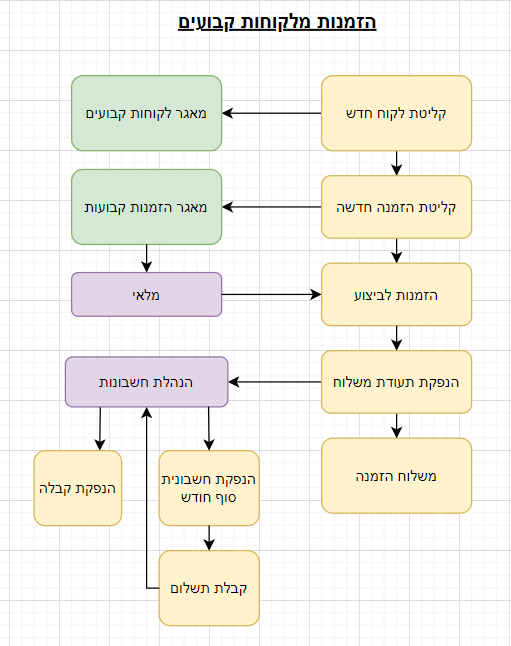 הזמנות מלקוחות קבועים
קליטת לקוח חדש
מאגר לקוחות קבועים
קליטת הזמנה חדשה
מאגר הזמנות קבועות
הזמנות לביצוע
מלאי
הנפקת תעודת משלוח
הנהלת חשבונות
משלוח הזמנה
הנפקת חשבונית
סוף חודש
הנפקת קבלה
קבלת תשלום